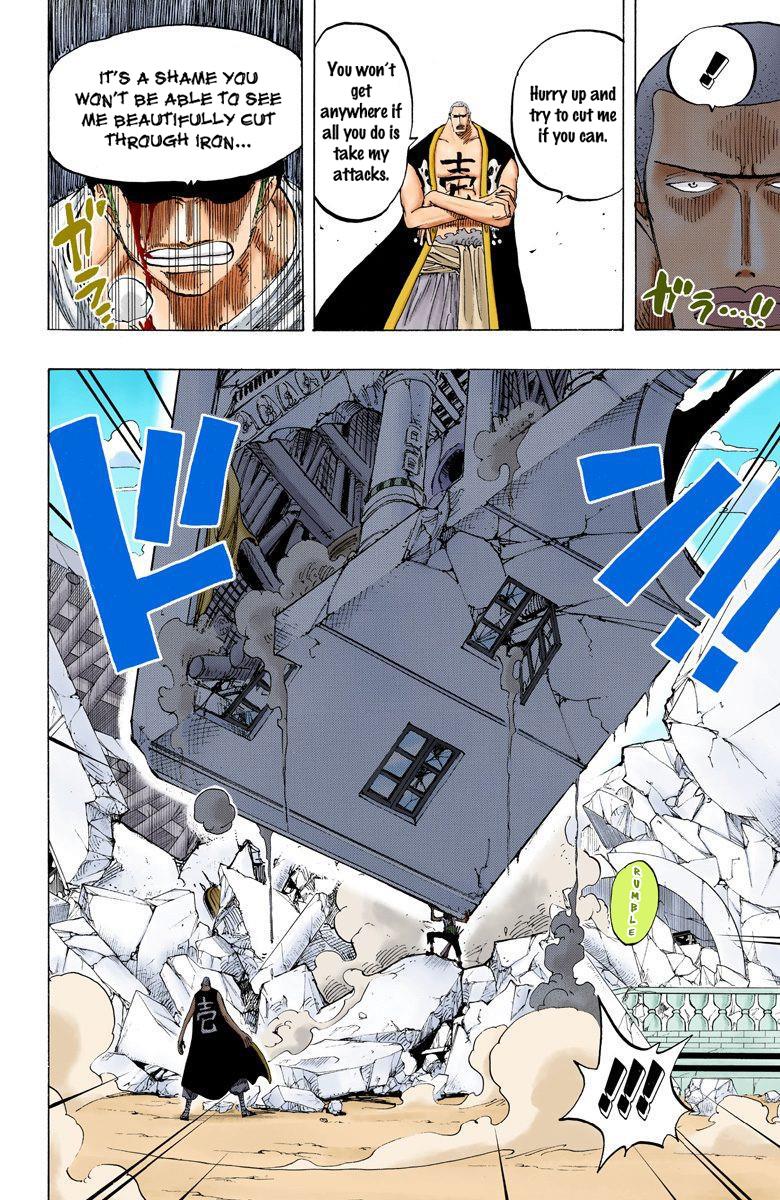 IT'S A SHAME YOU
WON'T BE ABLE TO SEE
ME BEAUTIFULLY CUT
THROUGH IRON...
You won't
get
anywhere if
all you do is
take my
attacks.
Hurry up and
try to cut me
if you can.
!!
壱
ガラ…
ガラ…!!
ドド!!!
RUMBLE
壱
!!!